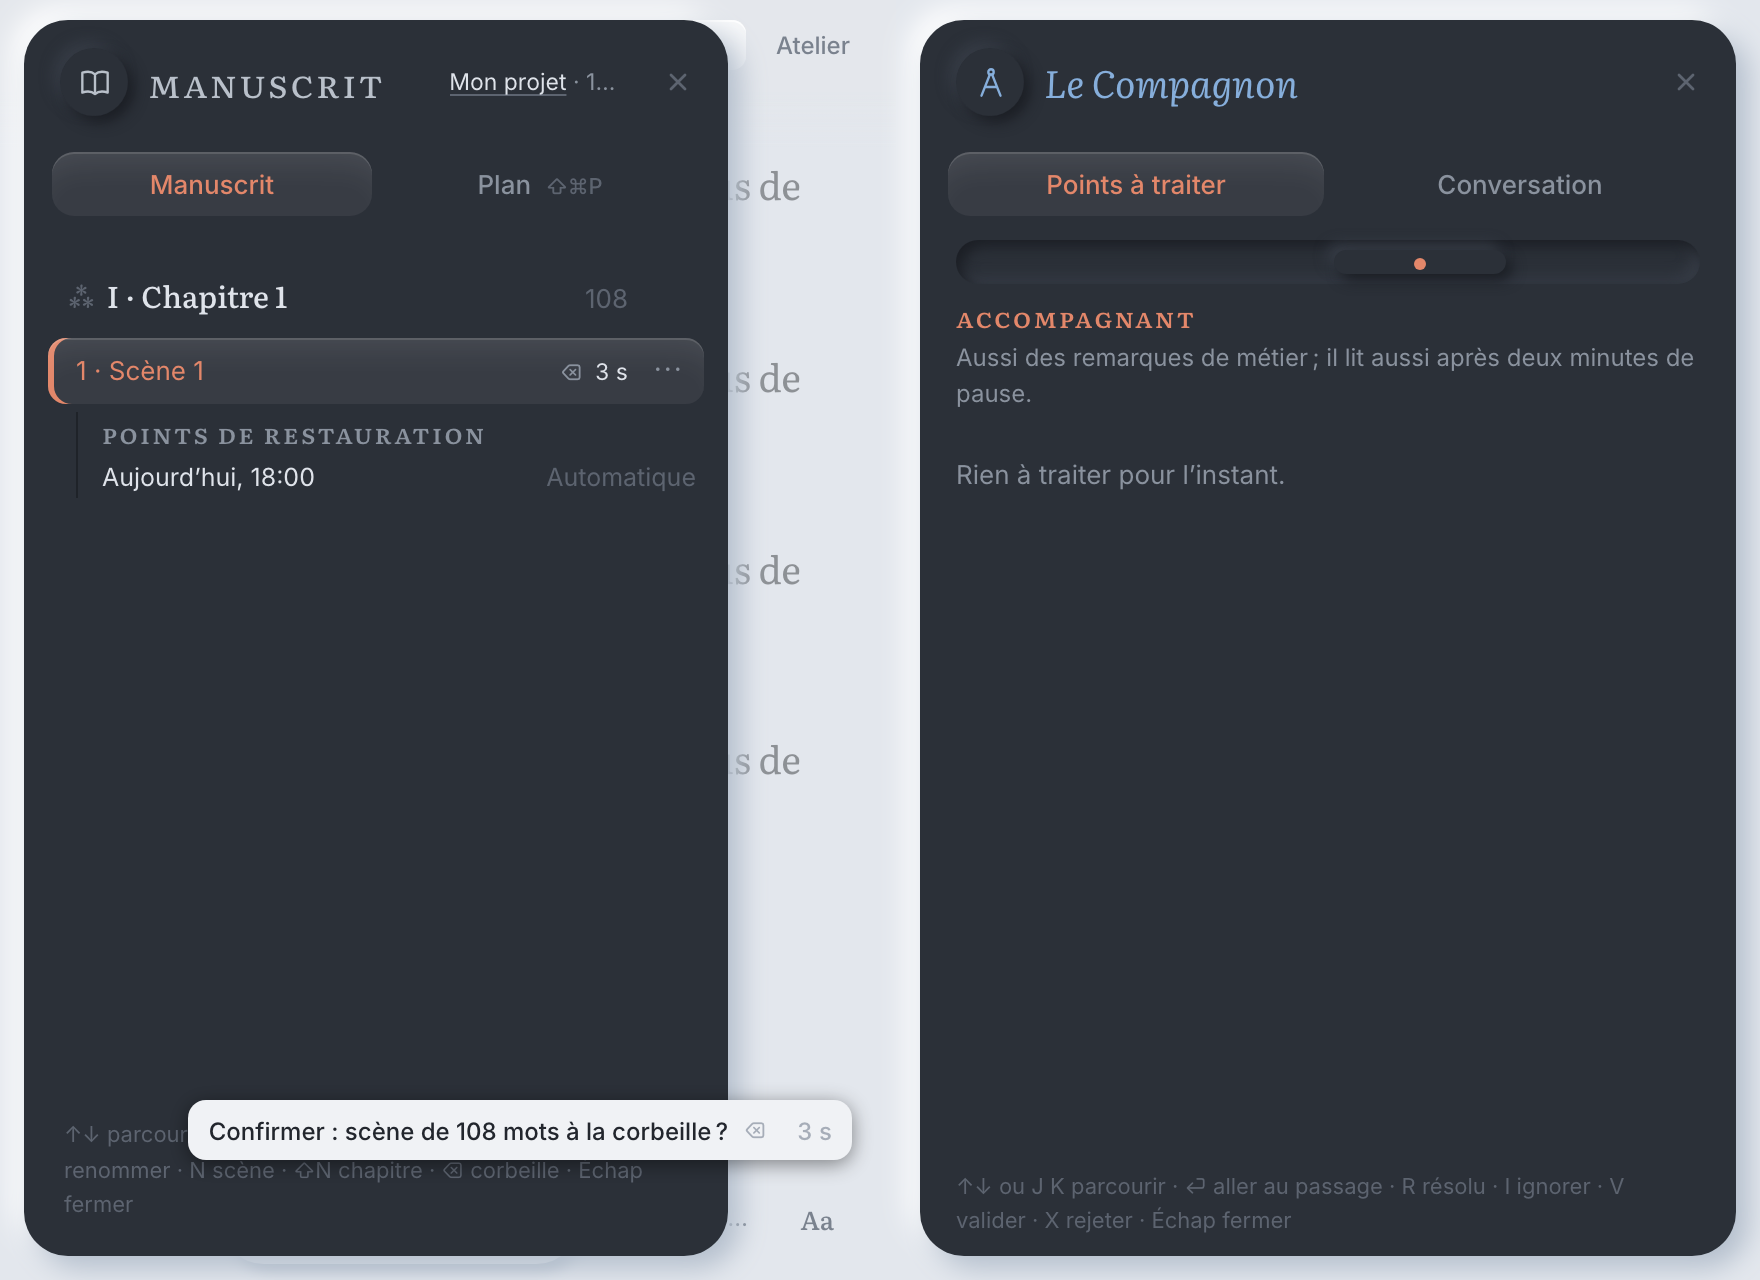 MANUSCRIT
Mon projet · 1…
×
Manuscrit
Plan ⇧⌘P
I · Chapitre 1 108
1 · Scène 1 ⌫ 3 s ···
POINTS DE RESTAURATION
Aujourd’hui, 18:00 Automatique
↑↓ parcour
renommer · N scène · ⇧N chapitre · ⌫ corbeille · Échap
fermer
Confirmer : scène de 108 mots à la corbeille ? ⌫ 3 s
Atelier
s de
s de
s de
s de
… Aa
Le Compagnon
×
Points à traiter
Conversation
ACCOMPAGNANT
Aussi des remarques de métier ; il lit aussi après deux minutes de
pause.
Rien à traiter pour l’instant.
↑↓ ou J K parcourir · ↵ aller au passage · R résolu · I ignorer · V
valider · X rejeter · Échap fermer